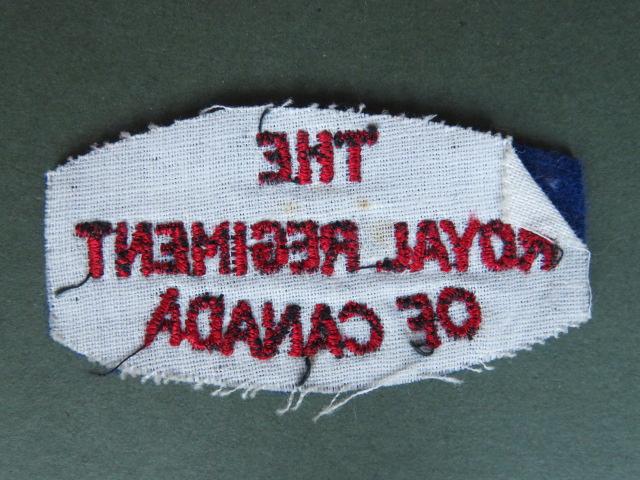 THE
ROYAL REGIMENT
OF CANADA